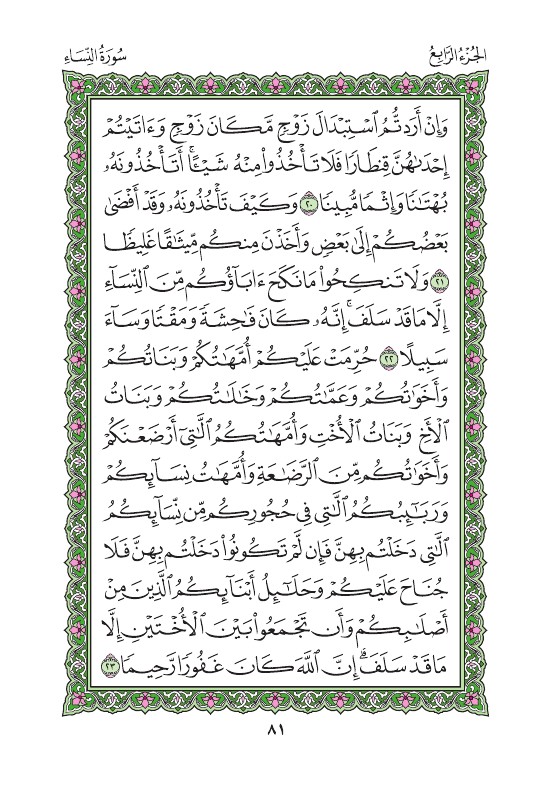 الجزء الرابع
سورة النساء
وَإِنْ أَرَدتُّمُ ٱسْتِبْدَالَ زَوْجٍ مَّكَانَ زَوْجٍ وَءَاتَيْتُمْ
إِحْدَىٰهُنَّ قِنطَارًا فَلَا تَأْخُذُوا۟ مِنْهُ شَيْـًٔا ۚ أَتَأْخُذُونَهُۥ
بُهْتَـٰنًا وَإِثْمًا مُّبِينًا ٢٠ وَكَيْفَ تَأْخُذُونَهُۥ وَقَدْ أَفْضَىٰ
بَعْضُكُمْ إِلَىٰ بَعْضٍ وَأَخَذْنَ مِنكُم مِّيثَـٰقًا غَلِيظًا
٢١ وَلَا تَنكِحُوا۟ مَا نَكَحَ ءَابَآؤُكُم مِّنَ ٱلنِّسَآءِ
إِلَّا مَا قَدْ سَلَفَ ۚ إِنَّهُۥ كَانَ فَـٰحِشَةً وَمَقْتًا وَسَآءَ
سَبِيلًا ٢٢ حُرِّمَتْ عَلَيْكُمْ أُمَّهَـٰتُكُمْ وَبَنَاتُكُمْ
وَأَخَوَٰتُكُمْ وَعَمَّـٰتُكُمْ وَخَـٰلَـٰتُكُمْ وَبَنَاتُ
ٱلْأَخِ وَبَنَاتُ ٱلْأُخْتِ وَأُمَّهَـٰتُكُمُ ٱلَّـٰتِىٓ أَرْضَعْنَكُمْ
وَأَخَوَٰتُكُم مِّنَ ٱلرَّضَـٰعَةِ وَأُمَّهَـٰتُ نِسَآئِكُمْ
وَرَبَـٰٓئِبُكُمُ ٱلَّـٰتِى فِى حُجُورِكُم مِّن نِّسَآئِكُمُ
ٱلَّـٰتِى دَخَلْتُم بِهِنَّ فَإِن لَّمْ تَكُونُوا۟ دَخَلْتُم بِهِنَّ فَلَا
جُنَاحَ عَلَيْكُمْ وَحَلَـٰٓئِلُ أَبْنَآئِكُمُ ٱلَّذِينَ مِنْ
أَصْلَـٰبِكُمْ وَأَن تَجْمَعُوا۟ بَيْنَ ٱلْأُخْتَيْنِ إِلَّا
مَا قَدْ سَلَفَ ۗ إِنَّ ٱللَّهَ كَانَ غَفُورًا رَّحِيمًا ٢٣
٨١